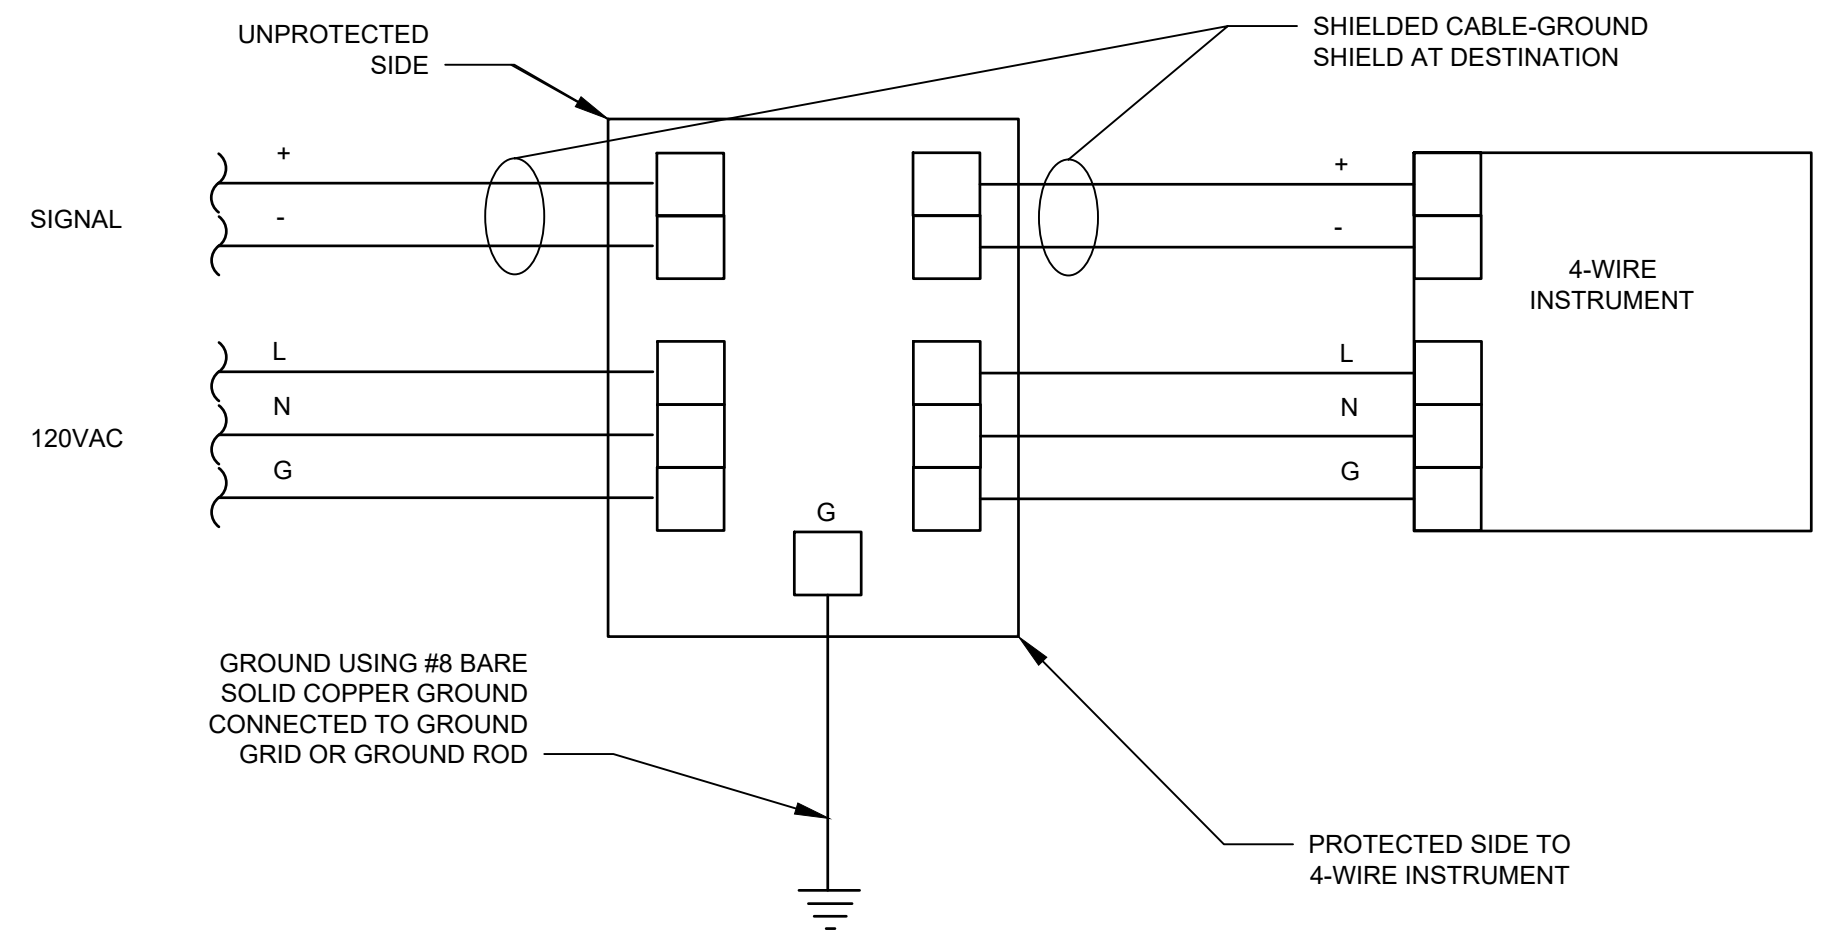 UNPROTECTED
SIDE
SHIELDED CABLE-GROUND
SHIELD AT DESTINATION
+
-
SIGNAL
+
-
4-WIRE
INSTRUMENT
L
N
G
120VAC
L
N
G
G
GROUND USING #8 BARE
SOLID COPPER GROUND
CONNECTED TO GROUND
GRID OR GROUND ROD
PROTECTED SIDE TO
4-WIRE INSTRUMENT